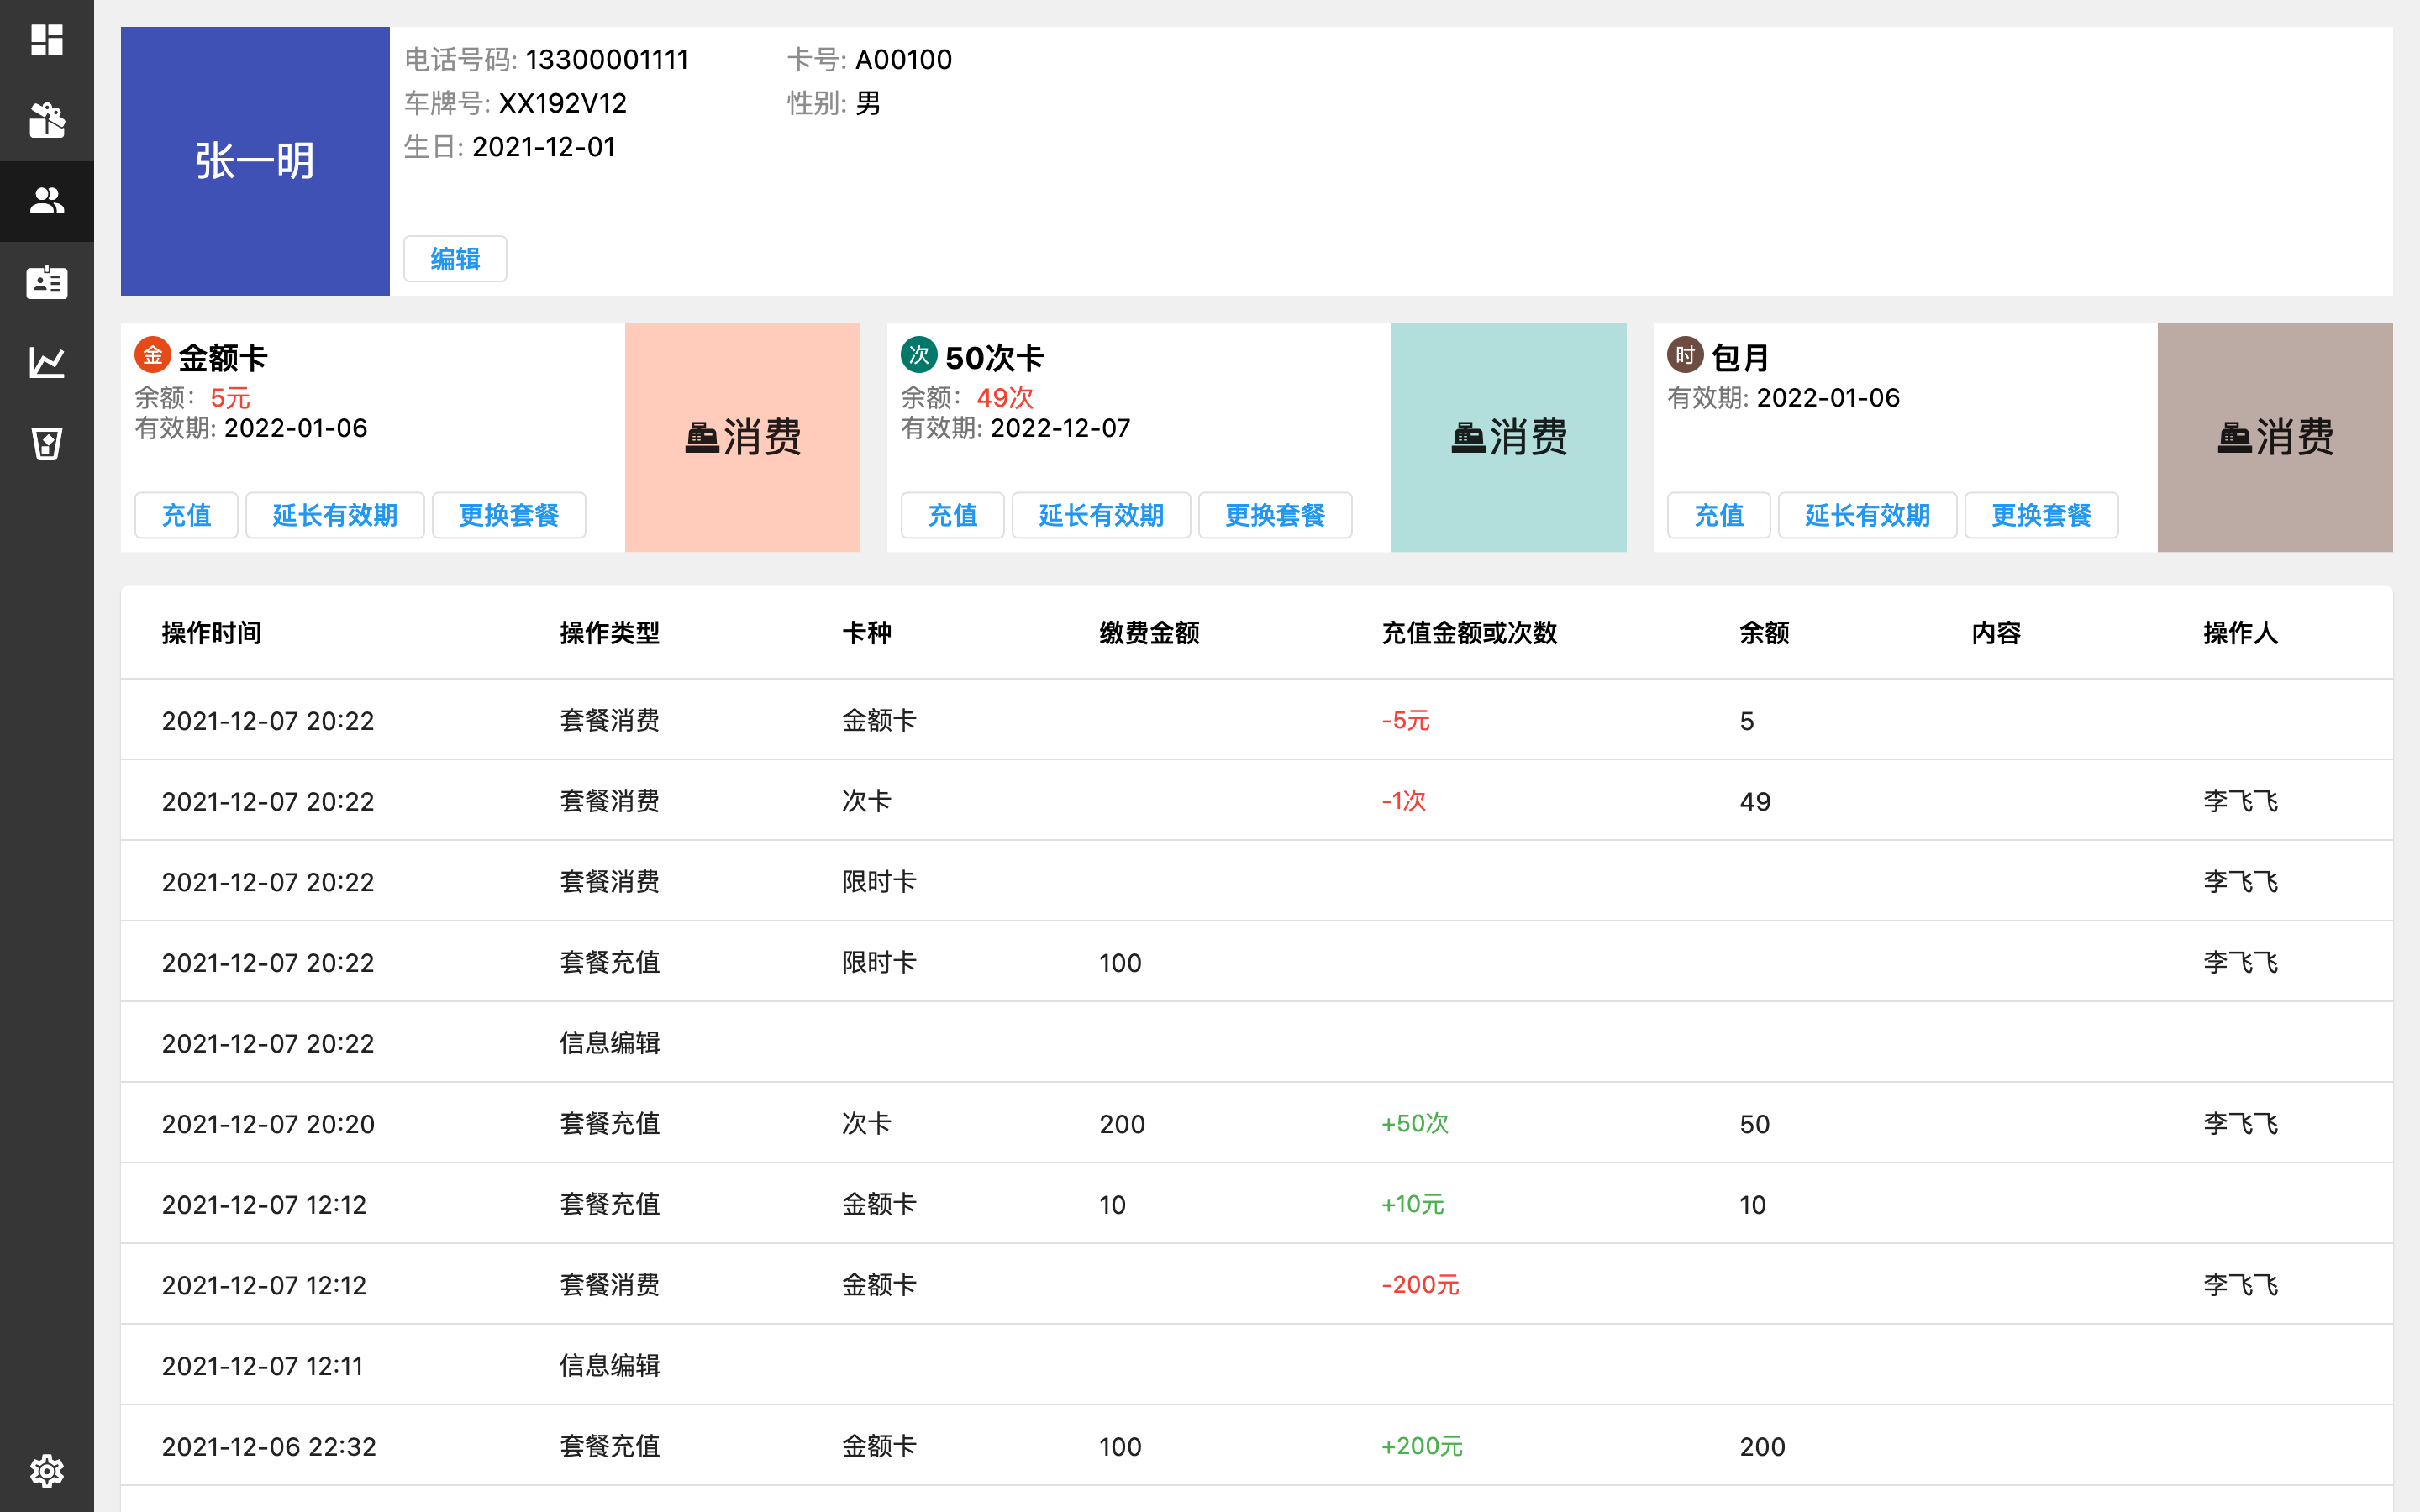 张一明
电话号码: 13300001111 卡号: A00100
车牌号: XX192V12 性别: 男
生日: 2021-12-01
编辑
金 金额卡
余额: 5元
有效期: 2022-01-06
充值 延长有效期 更换套餐
消费
次 50次卡
余额: 49次
有效期: 2022-12-07
充值 延长有效期 更换套餐
消费
时 包月
有效期: 2022-01-06
充值 延长有效期 更换套餐
消费
操作时间 操作类型 卡种 缴费金额 充值金额或次数 余额 内容 操作人
2021-12-07 20:22 套餐消费 金额卡 -5元 5
2021-12-07 20:22 套餐消费 次卡 -1次 49 李飞飞
2021-12-07 20:22 套餐消费 限时卡 李飞飞
2021-12-07 20:22 套餐充值 限时卡 100 李飞飞
2021-12-07 20:22 信息编辑
2021-12-07 20:20 套餐充值 次卡 200 +50次 50 李飞飞
2021-12-07 12:12 套餐充值 金额卡 10 +10元 10
2021-12-07 12:12 套餐消费 金额卡 -200元 李飞飞
2021-12-07 12:11 信息编辑
2021-12-06 22:32 套餐充值 金额卡 100 +200元 200